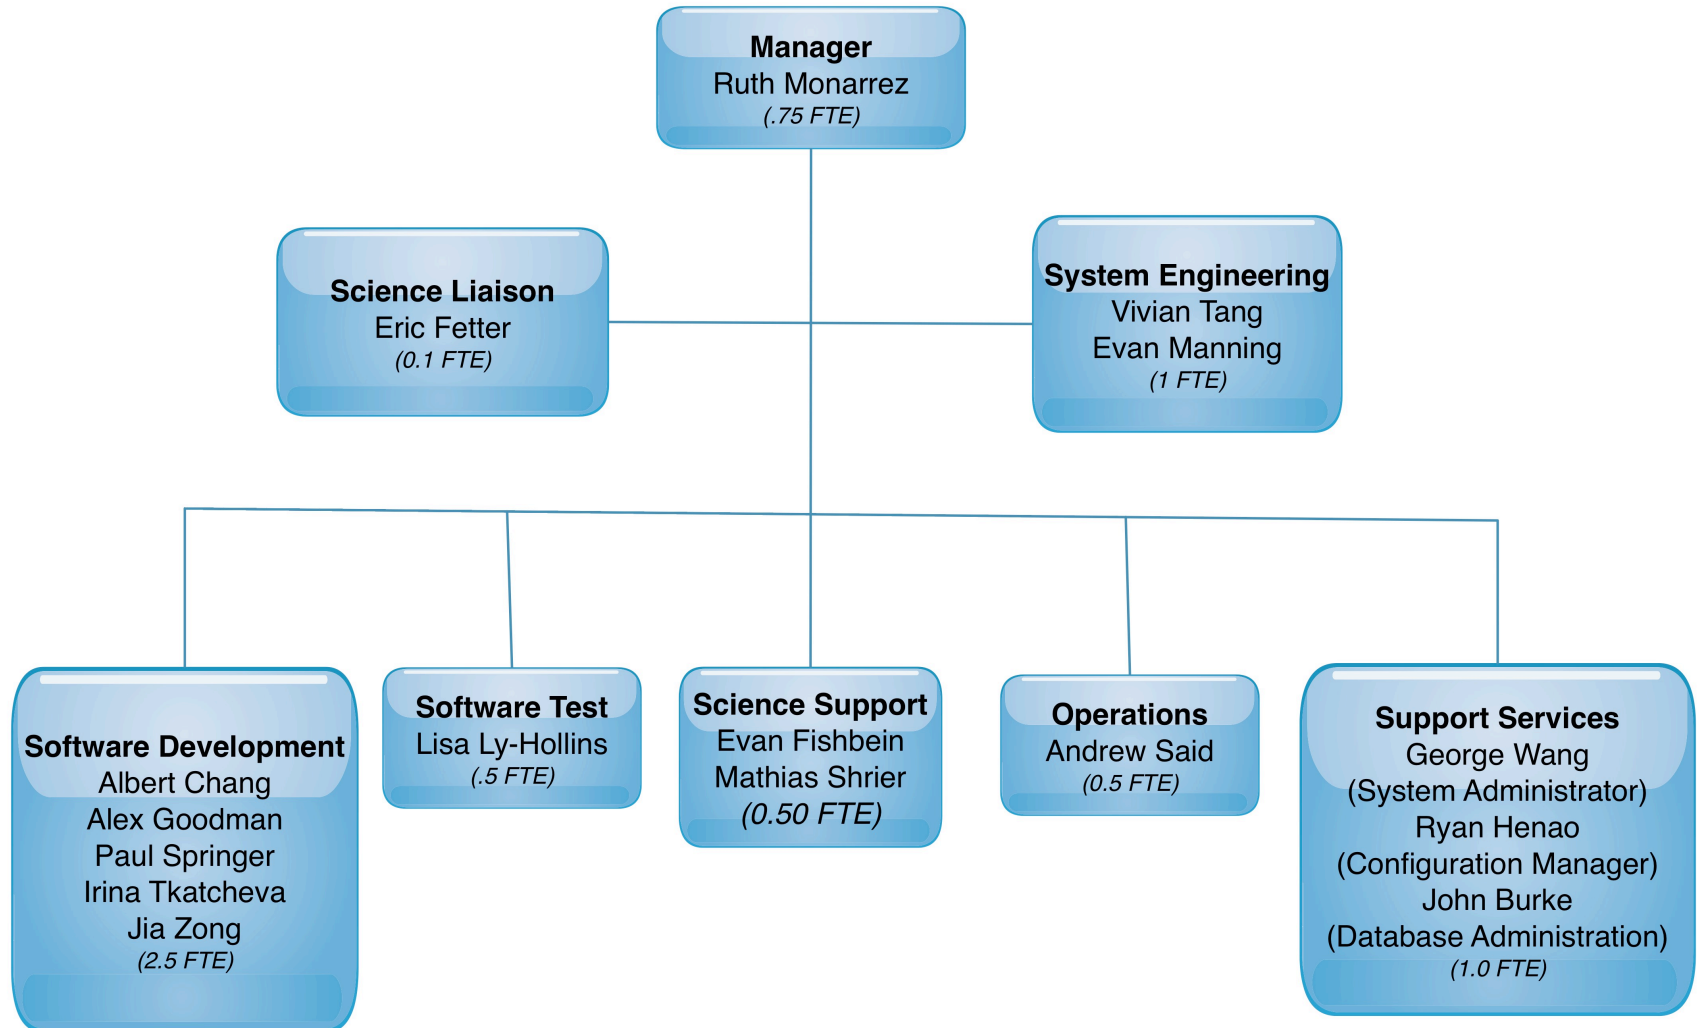 Manager
Ruth Monarrez
(.75 FTE)
Science Liaison
Eric Fetter
(0.1 FTE)
System Engineering
Vivian Tang
Evan Manning
(1 FTE)
Software Development
Albert Chang
Alex Goodman
Paul Springer
Irina Tkatcheva
Jia Zong
(2.5 FTE)
Software Test
Lisa Ly-Hollins
(.5 FTE)
Science Support
Evan Fishbein
Mathias Shrier
(0.50 FTE)
Operations
Andrew Said
(0.5 FTE)
Support Services
George Wang
(System Administrator)
Ryan Henao
(Configuration Manager)
John Burke
(Database Administration)
(1.0 FTE)